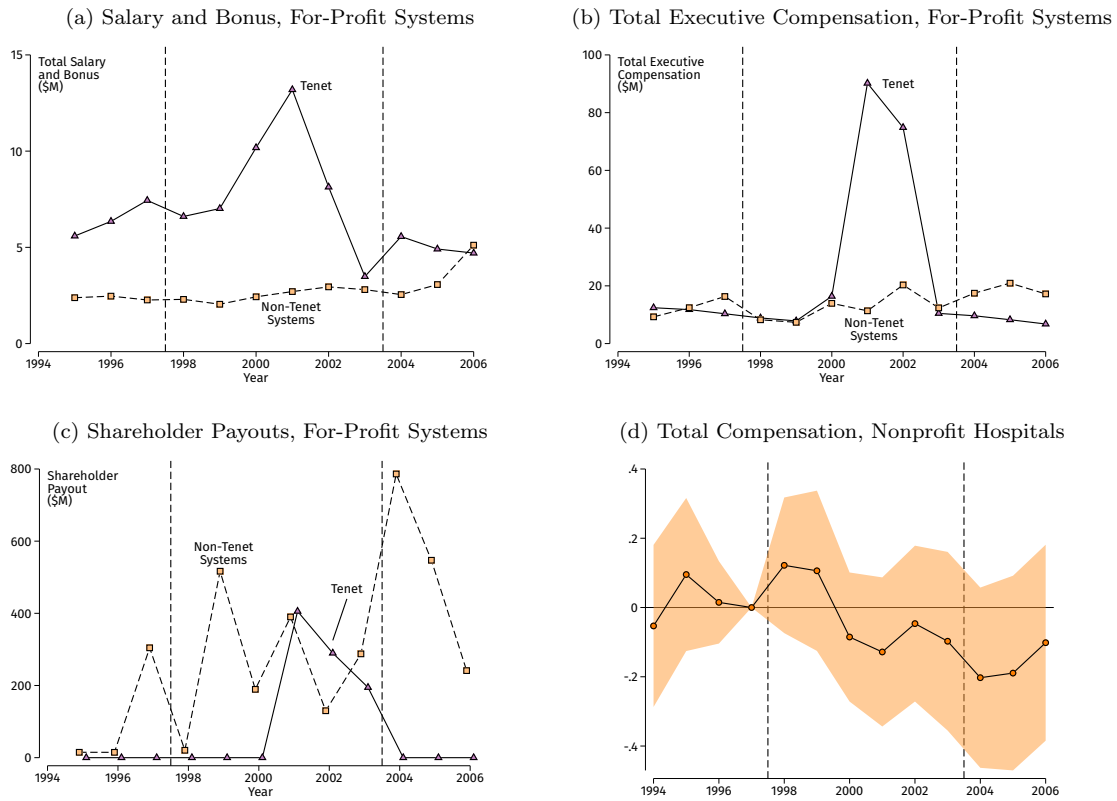 (a) Salary and Bonus, For-Profit Systems
15
Total Salary
and Bonus
($M)
Tenet
10
5
Non-Tenet
Systems
0
1994 1996 1998 2000 2002 2004 2006
Year
(b) Total Executive Compensation, For-Profit Systems
100
Total Executive
Compensation
($M)
Tenet
80
60
40
20
Non-Tenet
Systems
0
1994 1996 1998 2000 2002 2004 2006
Year
(c) Shareholder Payouts, For-Profit Systems
800
Shareholder
Payout
($M)
600
Non-Tenet
Systems
Tenet
400
200
0
1994 1996 1998 2000 2002 2004 2006
Year
(d) Total Compensation, Nonprofit Hospitals
.4
.2
0
-.2
-.4
1994 1996 1998 2000 2002 2004 2006